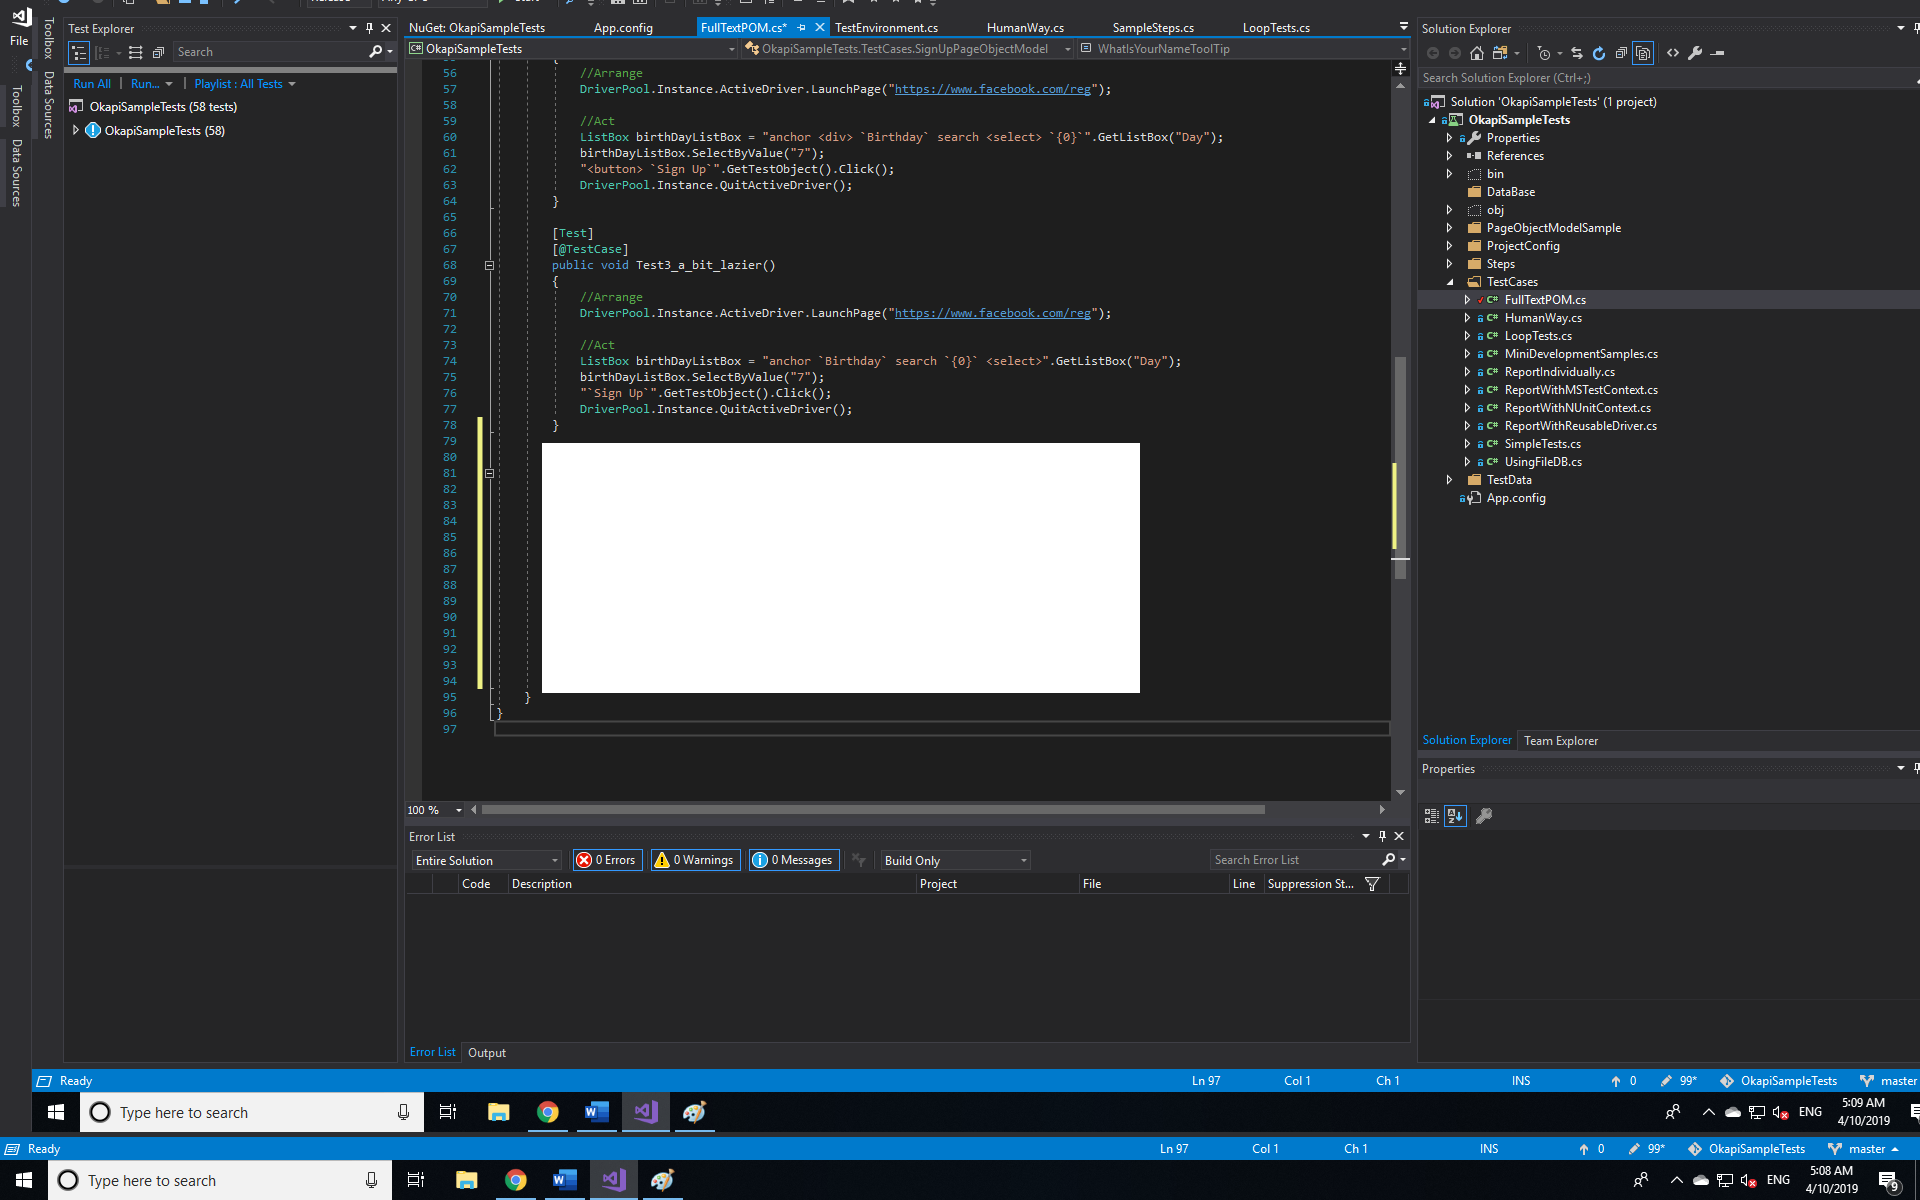 File
Toolbox
Data Sources
Toolbox
Data Sources
Test Explorer
Search
Run All | Run... | Playlist : All Tests
OkapiSampleTests (58 tests)
OkapiSampleTests (58)
NuGet: OkapiSampleTests App.config FullTextPOM.cs* TestEnvironment.cs HumanWay.cs SampleSteps.cs LoopTests.cs
OkapiSampleTests OkapiSampleTests.TestCases.SignUpPageObjectModel WhatIsYourNameToolTip
56 //Arrange
57 DriverPool.Instance.ActiveDriver.LaunchPage("https://www.facebook.com/reg");
58
59 //Act
60 ListBox birthDayListBox = "anchor <div> `Birthday` search <select> `{0}`".GetListBox("Day");
61 birthDayListBox.SelectByValue("7");
62 "<button> `Sign Up`".GetTestObject().Click();
63 DriverPool.Instance.QuitActiveDriver();
64 }
65
66 [Test]
67 [@TestCase]
68 public void Test3_a_bit_lazier()
69 {
70 //Arrange
71 DriverPool.Instance.ActiveDriver.LaunchPage("https://www.facebook.com/reg");
72
73 //Act
74 ListBox birthDayListBox = "anchor `Birthday` search `{0}` <select>".GetListBox("Day");
75 birthDayListBox.SelectByValue("7");
76 "`Sign Up`".GetTestObject().Click();
77 DriverPool.Instance.QuitActiveDriver();
78 }
79
80
81
82
83
84
85
86
87
88
89
90
91
92
93
94
95 }
96 }
97
100 %
Error List
Entire Solution 0 Errors 0 Warnings 0 Messages Build Only Search Error List
Code Description Project File Line Suppression St...
Error List Output
Solution Explorer
Search Solution Explorer (Ctrl+;)
Solution 'OkapiSampleTests' (1 project)
OkapiSampleTests
Properties
References
bin
DataBase
obj
PageObjectModelSample
ProjectConfig
Steps
TestCases
FullTextPOM.cs
HumanWay.cs
LoopTests.cs
MiniDevelopmentSamples.cs
ReportIndividually.cs
ReportWithMSTestContext.cs
ReportWithNUnitContext.cs
ReportWithReusableDriver.cs
SimpleTests.cs
UsingFileDB.cs
TestData
App.config
Solution Explorer Team Explorer
Properties
Ready Ln 97 Col 1 Ch 1 INS 0 99* OkapiSampleTests master
Type here to search ENG 5:09 AM
4/10/2019
Ready Ln 97 Col 1 Ch 1 INS 0 99* OkapiSampleTests master
Type here to search ENG 5:08 AM
4/10/2019 9